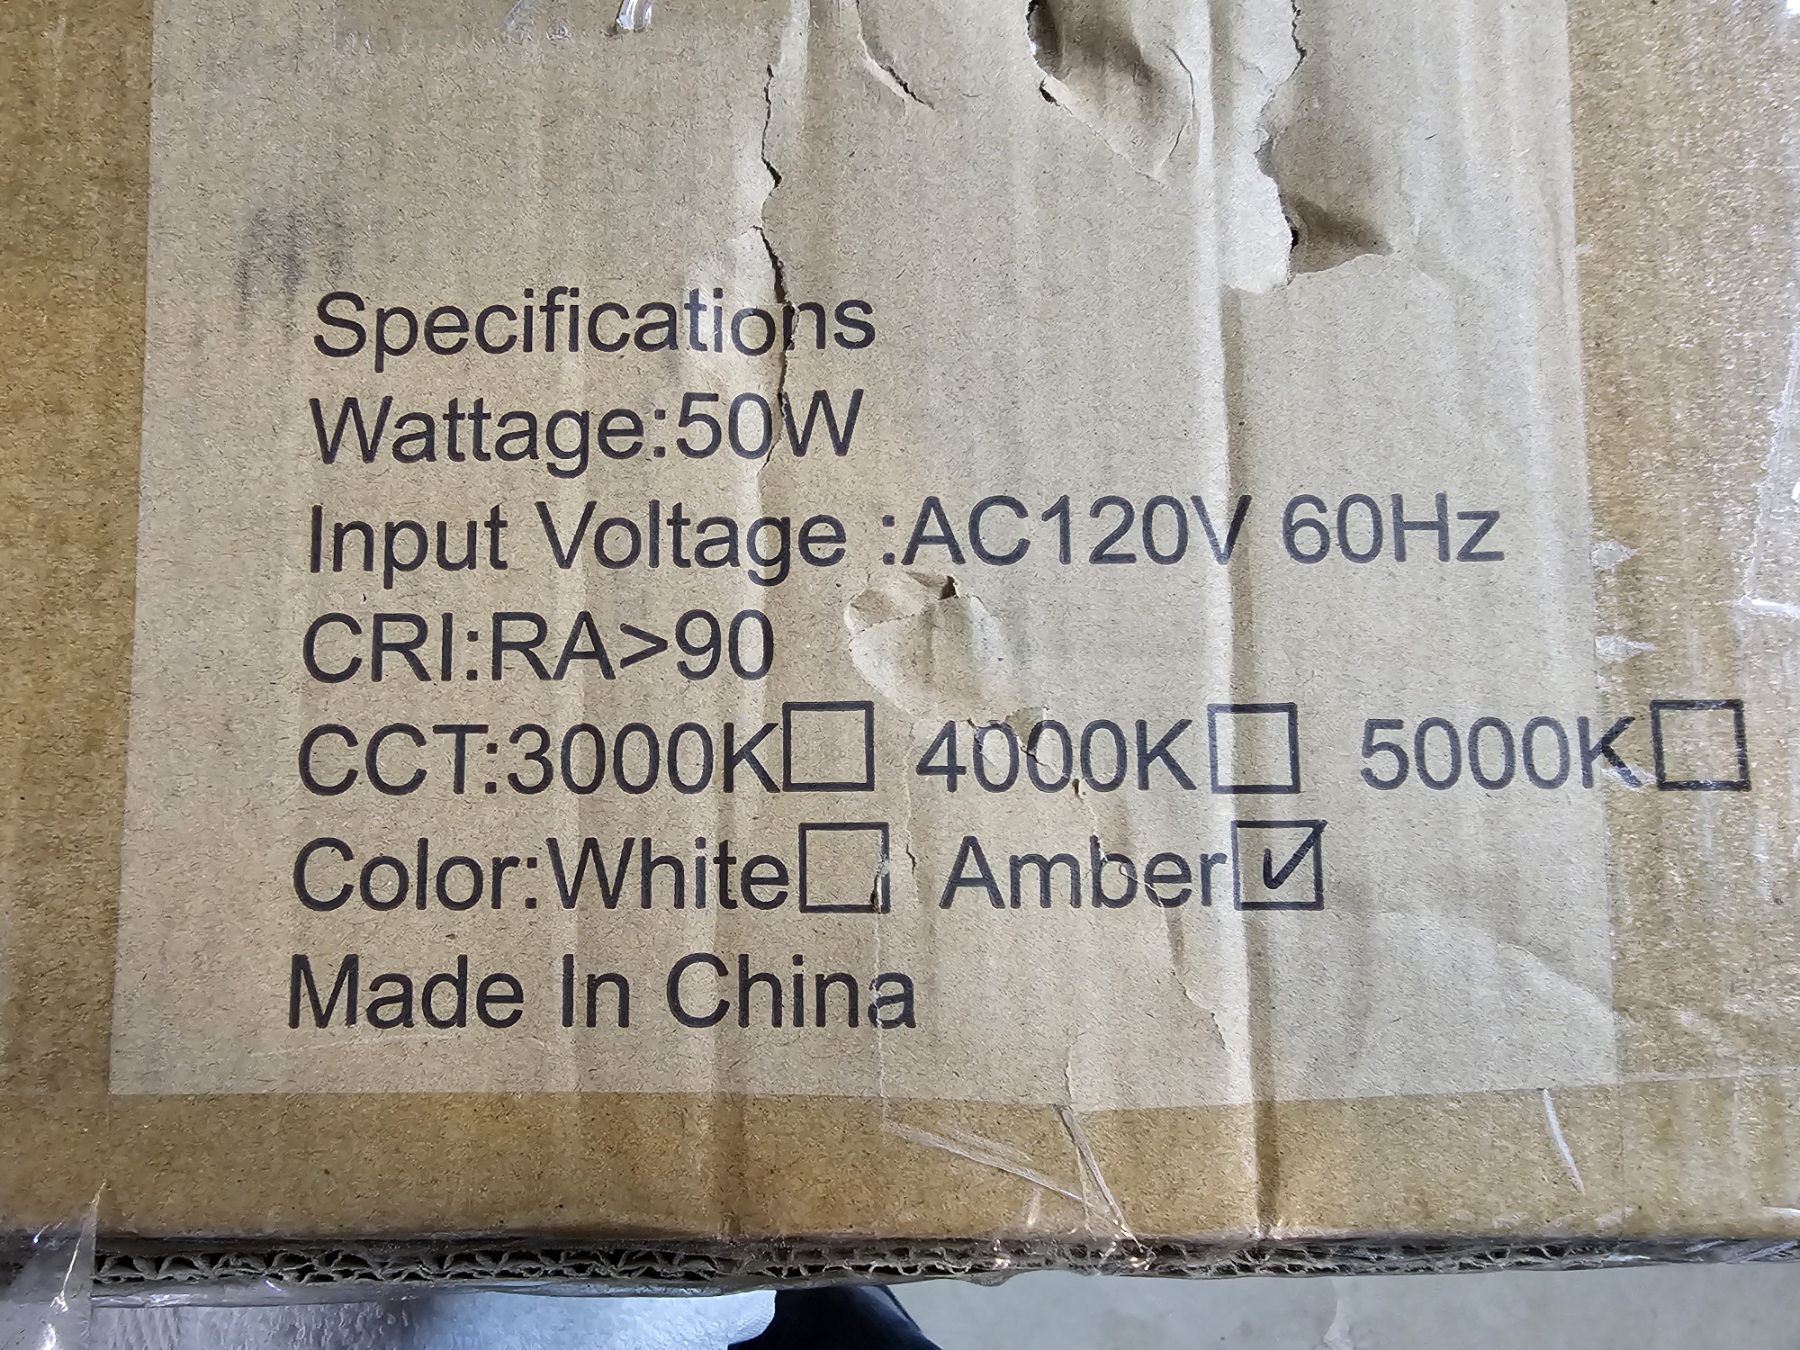 Specifications
Wattage:50W
Input Voltage :AC120V 60Hz
CRI:RA>90
CCT:3000K☐ 4000K☐ 5000K☐
Color:White☐ Amber☑
Made In China